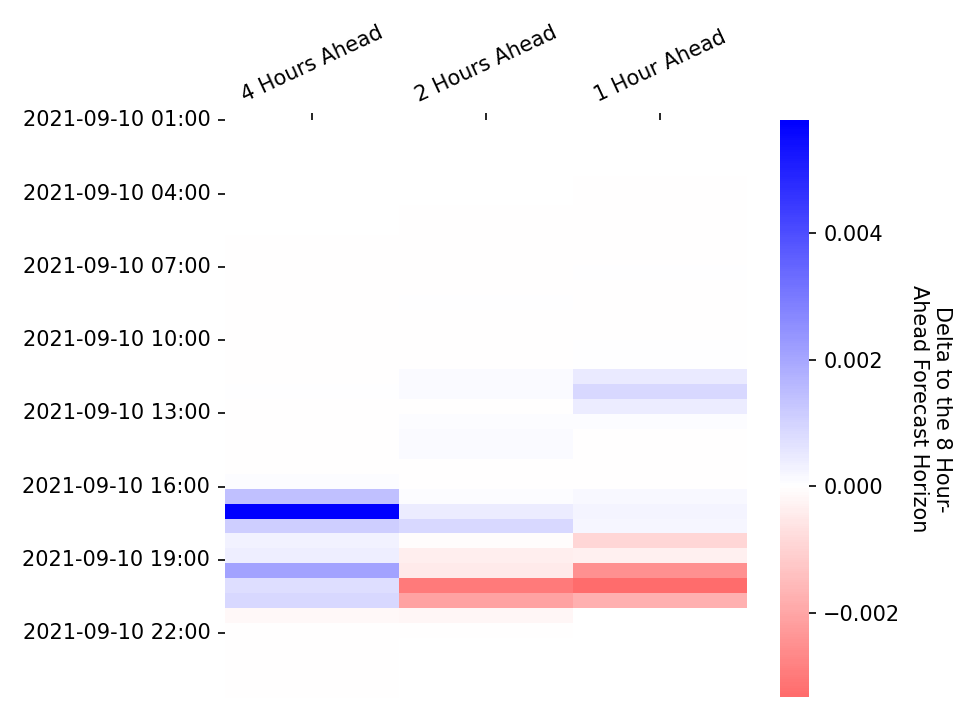 4 Hours Ahead
2 Hours Ahead
1 Hour Ahead
2021-09-10 01:00
2021-09-10 04:00
2021-09-10 07:00
2021-09-10 10:00
2021-09-10 13:00
2021-09-10 16:00
2021-09-10 19:00
2021-09-10 22:00
0.004
0.002
0.000
−0.002
Delta to the 8 Hour-
Ahead Forecast Horizon